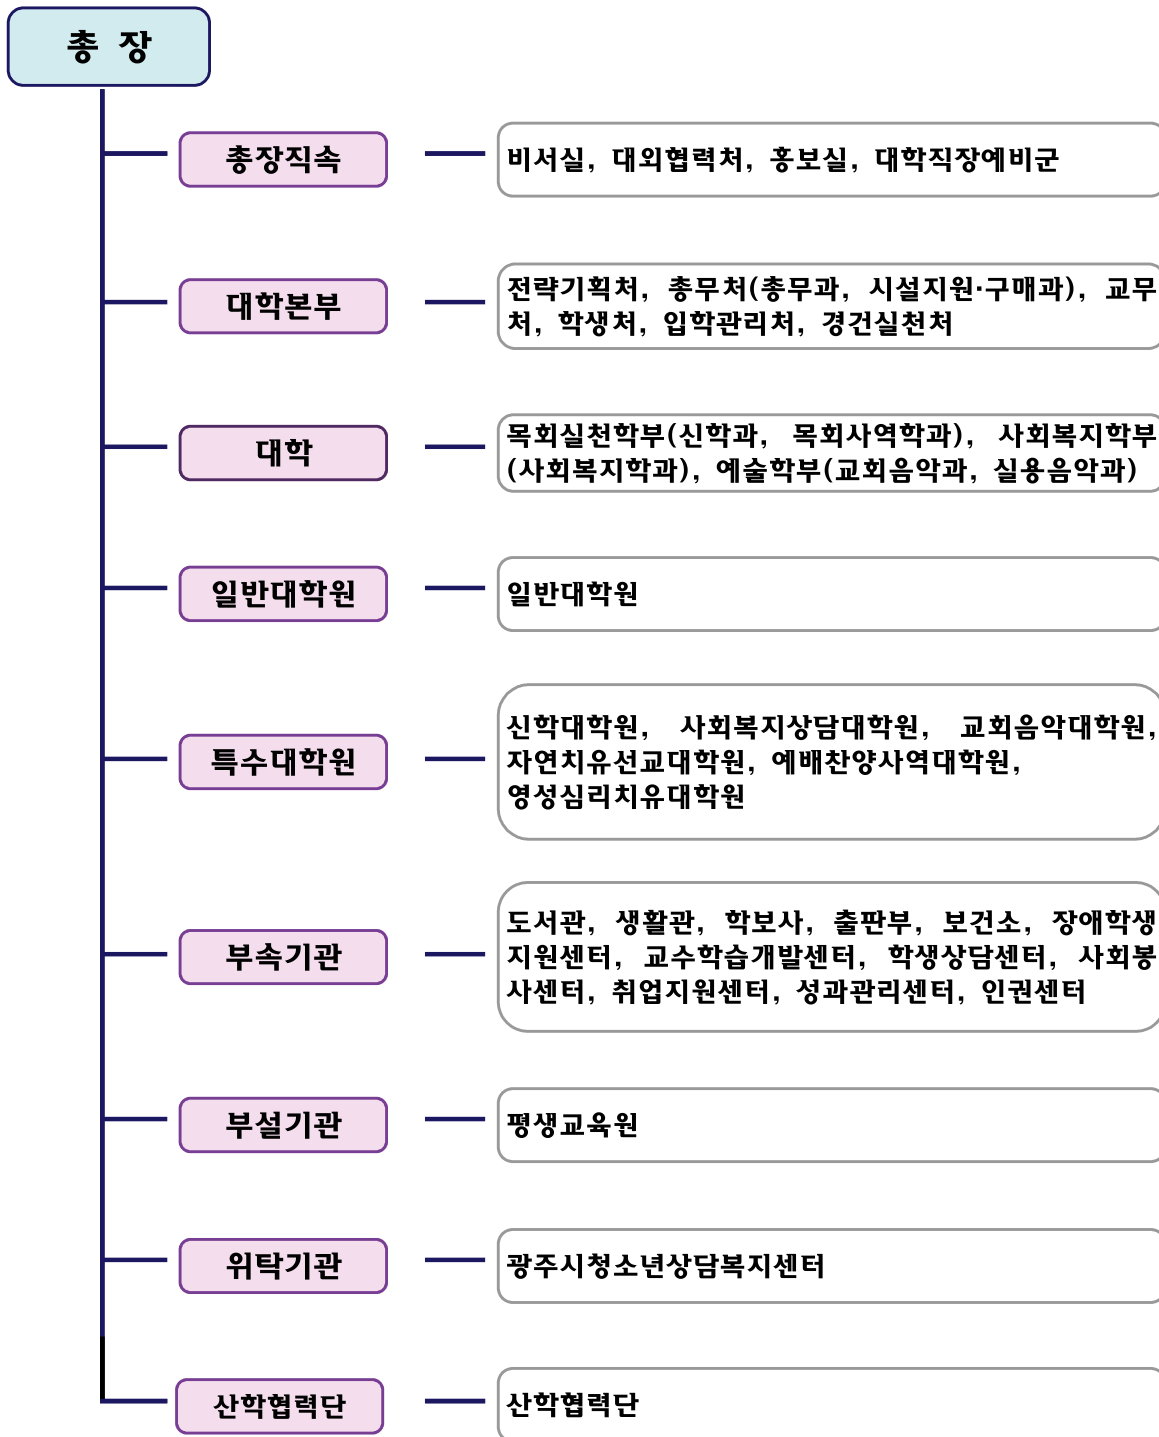 총 장
총장직속
비서실, 대외협력처, 홍보실, 대학직장예비군
대학본부
전략기획처, 총무처(총무과, 시설지원·구매과), 교무
처, 학생처, 입학관리처, 경건실천처
대학
목회실천학부(신학과, 목회사역학과), 사회복지학부
(사회복지학과), 예술학부(교회음악과, 실용음악과)
일반대학원
일반대학원
특수대학원
신학대학원, 사회복지상담대학원, 교회음악대학원,
자연치유선교대학원, 예배찬양사역대학원,
영성심리치유대학원
부속기관
도서관, 생활관, 학보사, 출판부, 보건소, 장애학생
지원센터, 교수학습개발센터, 학생상담센터, 사회봉
사센터, 취업지원센터, 성과관리센터, 인권센터
부설기관
평생교육원
위탁기관
광주시청소년상담복지센터
산학협력단
산학협력단